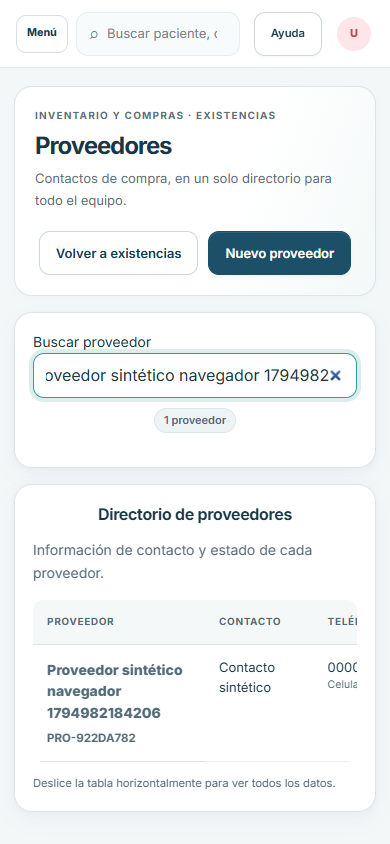 Menú
Buscar paciente, c
Ayuda
U
INVENTARIO Y COMPRAS · EXISTENCIAS
Proveedores
Contactos de compra, en un solo directorio para
todo el equipo.
Volver a existencias
Nuevo proveedor
Buscar proveedor
oveedor sintético navegador 1794982
1 proveedor
Directorio de proveedores
Información de contacto y estado de cada
proveedor.
PROVEEDOR CONTACTO TELÉ
Proveedor sintético
navegador
1794982184206
PRO-922DA782
Contacto
sintético
0000
Celula
Deslice la tabla horizontalmente para ver todos los datos.